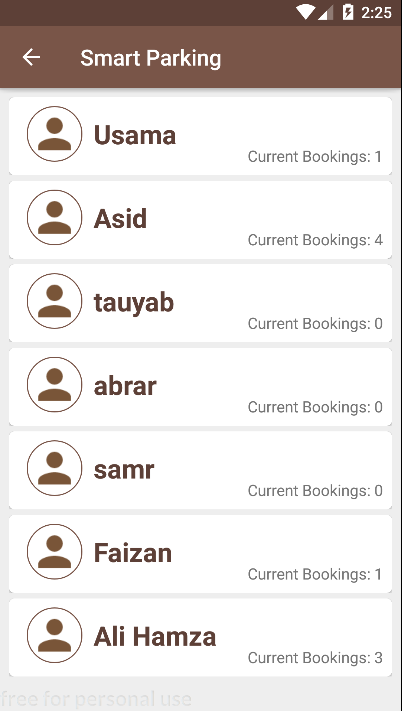 2:25
Smart Parking
Usama
Current Bookings: 1
Asid
Current Bookings: 4
tauyab
Current Bookings: 0
abrar
Current Bookings: 0
samr
Current Bookings: 0
Faizan
Current Bookings: 1
Ali Hamza
Current Bookings: 3
free for personal use